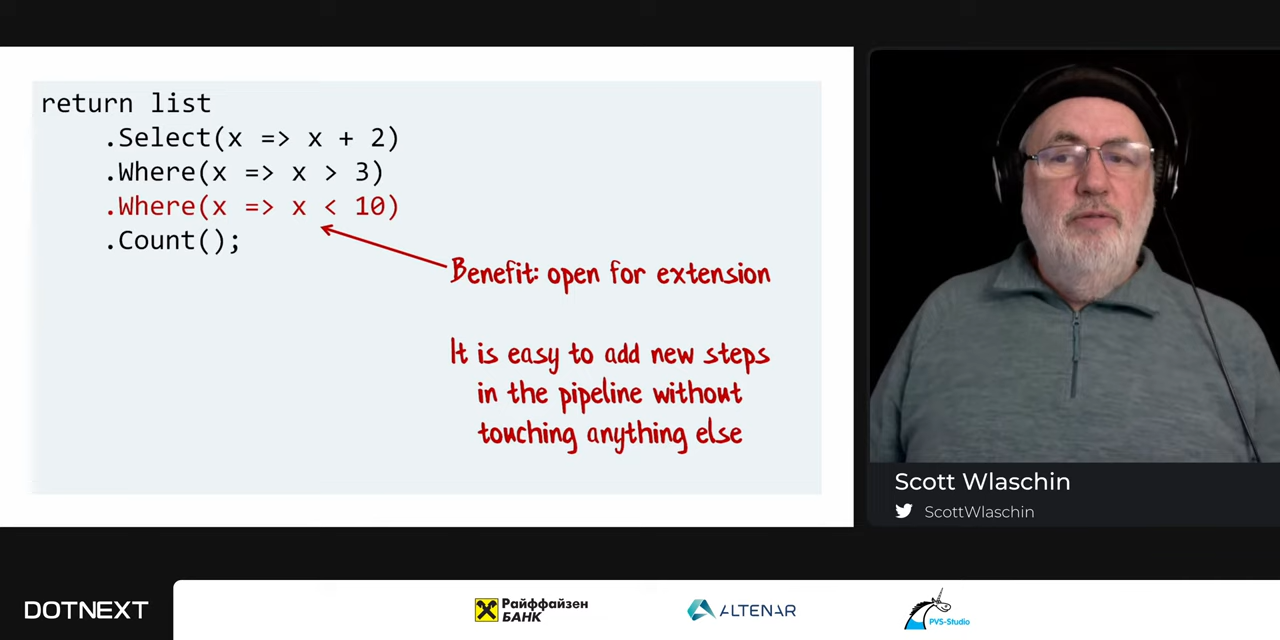 return list
.Select(x => x + 2)
.Where(x => x > 3)
.Where(x => x < 10)
.Count();
Benefit: open for extension
It is easy to add new steps
in the pipeline without
touching anything else
Scott Wlaschin
ScottWlaschin
DOTNEXT
Райффайзен
БАНК
ALTENAR
PVS-Studio